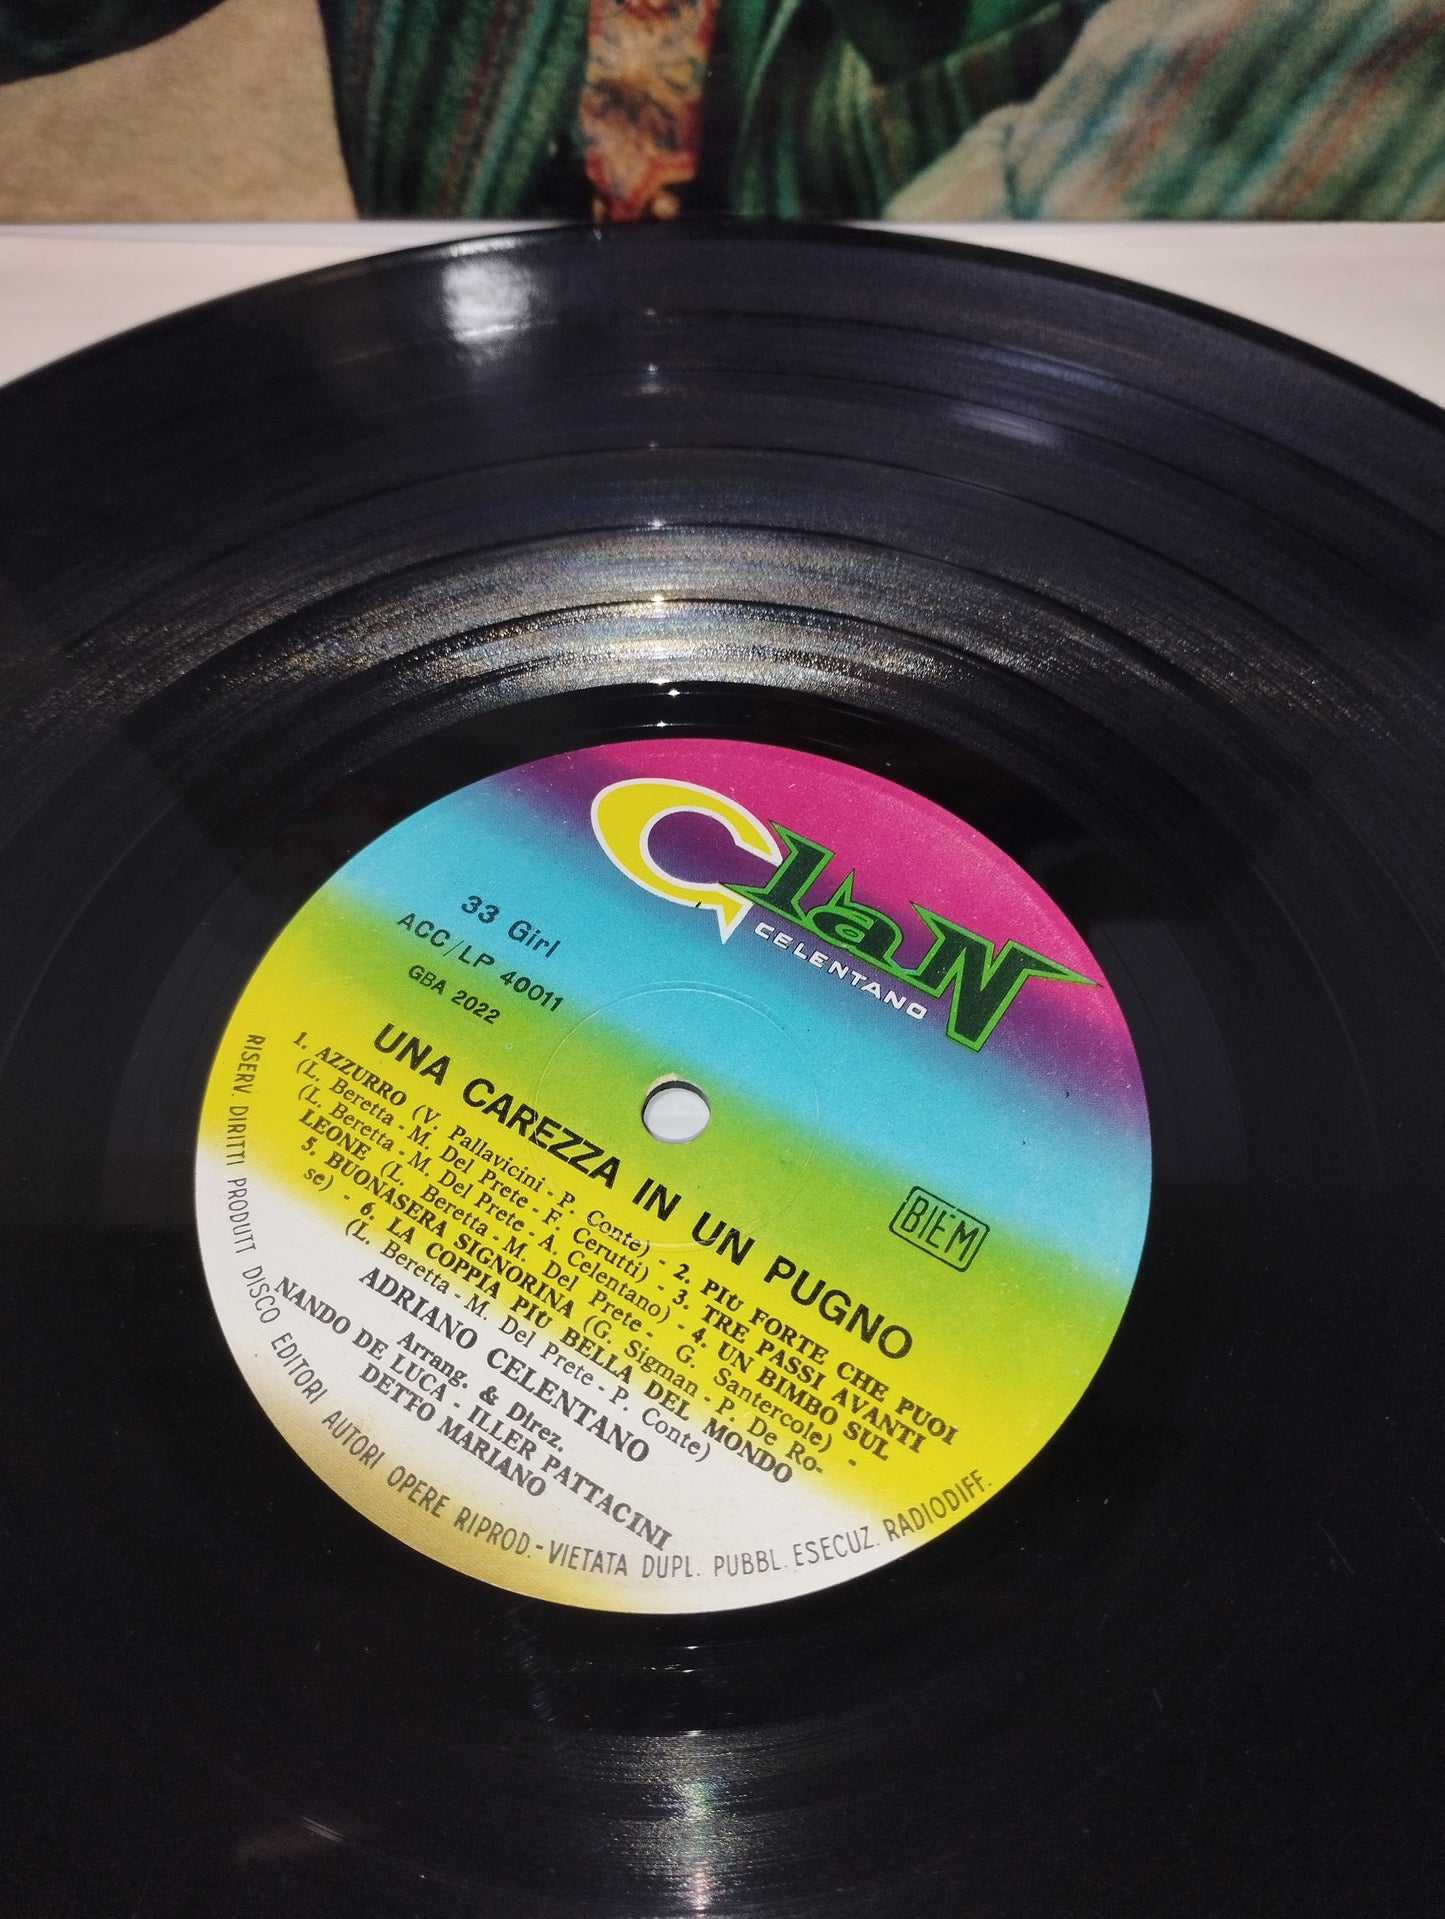 Clan
CELENTANO
33 Giri
ACC/LP 40011
GBA 2022
BIEM
UNA CAREZZA IN UN PUGNO
1. AZZURRO (V. Pallavicini - P. Conte) - 2. PIU FORTE CHE PUOI
(L. Beretta - M. Del Prete - F. Cerutti) - 3. TRE PASSI AVANTI
(L. Beretta - M. Del Prete - A. Celentano) - 4. UN BIMBO SUL
LEONE (L. Beretta - M. Del Prete - G. Santercole) -
5. BUONASERA SIGNORINA (G. Sigman - P. De Ro-
se) - 6. LA COPPIA PIU BELLA DEL MONDO
(L. Beretta - M. Del Prete - P. Conte)
ADRIANO CELENTANO
Arrang. & Direz.
NANDO DE LUCA - ILLER PATTACINI
DETTO MARIANO
RISERV. DIRITTI PRODUTT DISCO EDITORI AUTORI OPERE RIPROD. - VIETATA DUPL. PUBBL. ESECUZ. RADIODIFF.